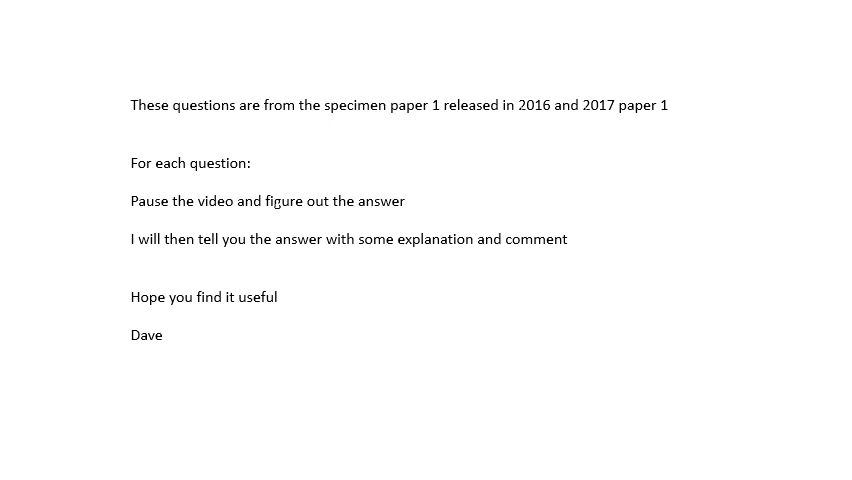 These questions are from the specimen paper 1 released in 2016 and 2017 paper 1
For each question:
Pause the video and figure out the answer
I will then tell you the answer with some explanation and comment
Hope you find it useful
Dave